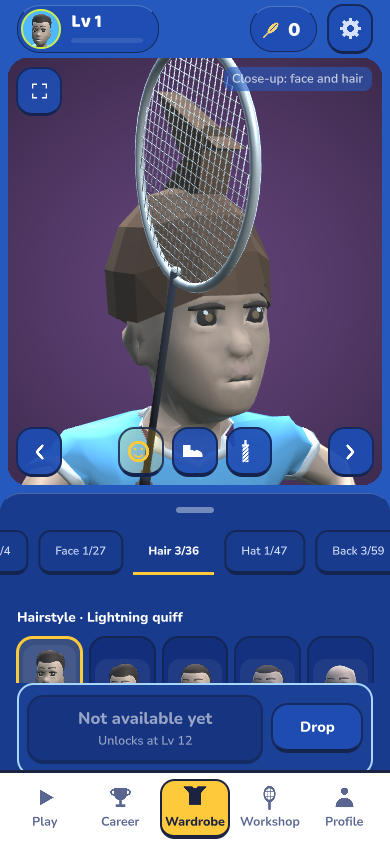 Lv 1
0
Close-up: face and hair
/4
Face 1/27
Hair 3/36
Hat 1/47
Back 3/59
Hairstyle · Lightning quiff
Not available yet
Unlocks at Lv 12
Drop
Play
Career
Wardrobe
Workshop
Profile